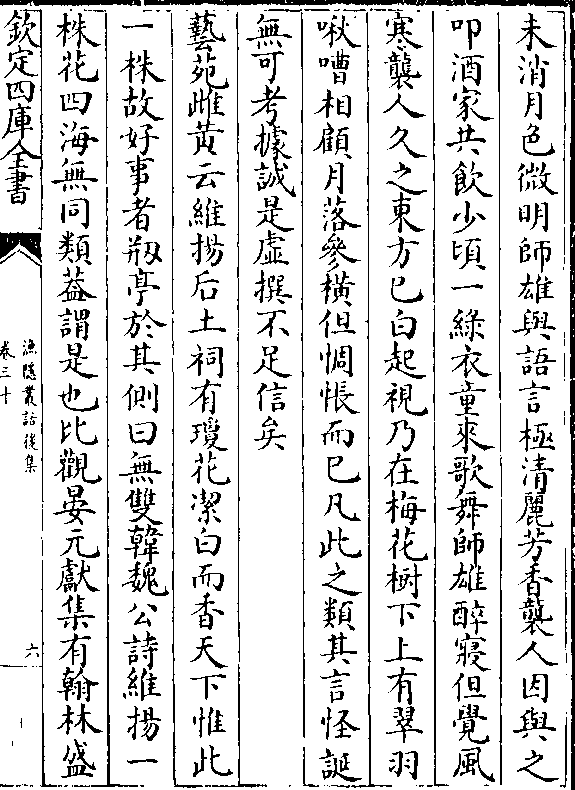 未消月色微明師雄與語言極清麗芳香襲人因與之
叩酒家共飲少頃一綠衣童來歌舞師雄醉寢但覺風
寒襲人久之東方已白起視乃在梅花樹下上有翠羽
啾嘈相顧月落參橫但惆悵而已凡此之類其言怪誕
無可考據誠是虛撰不足信矣
藝苑雌黃云維揚后土祠有瓊花潔白而香天下惟此
一株故好事者剏亭於其側曰無雙韓魏公詩維揚一
株花四海無同類葢謂是也比觀晏元獻集有翰林盛
欽定四庫全書
漁隱叢話後集
卷三十
六